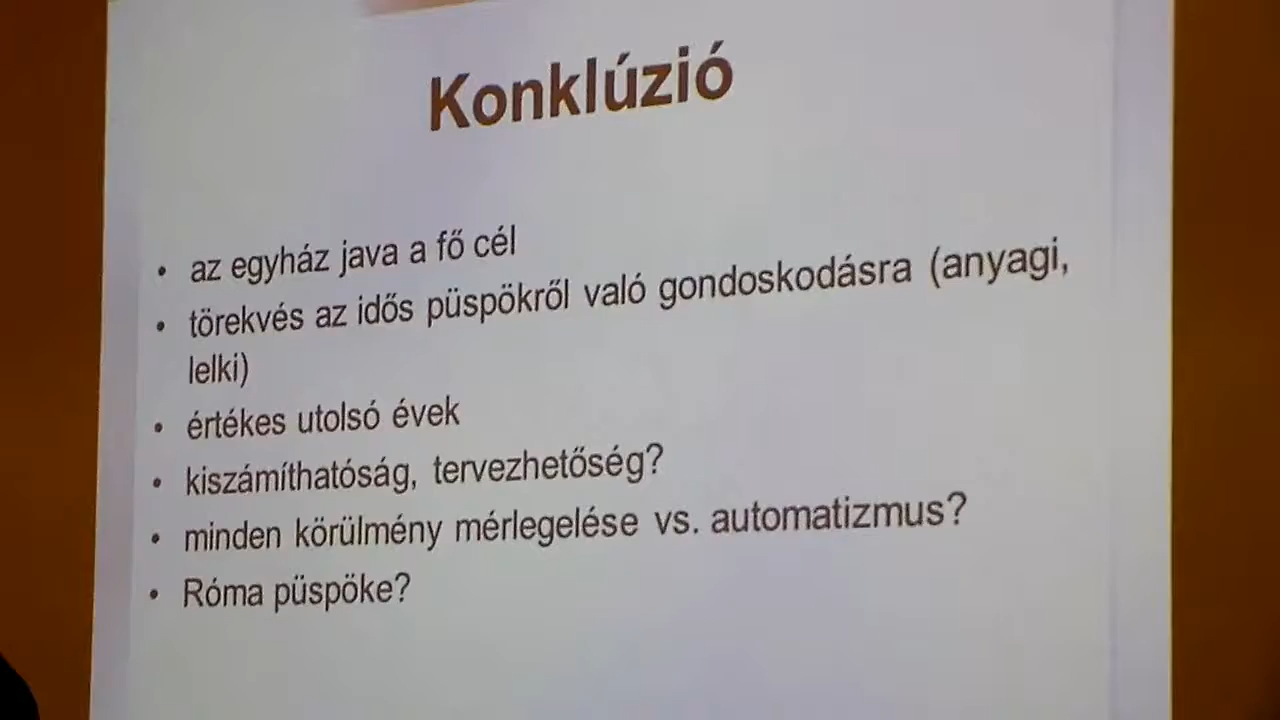 Konklúzió
• az egyház java a fő cél
• törekvés az idős püspökről való gondoskodásra (anyagi,
lelki)
• értékes utolsó évek
• kiszámíthatóság, tervezhetőség?
• minden körülmény mérlegelése vs. automatizmus?
• Róma püspöke?